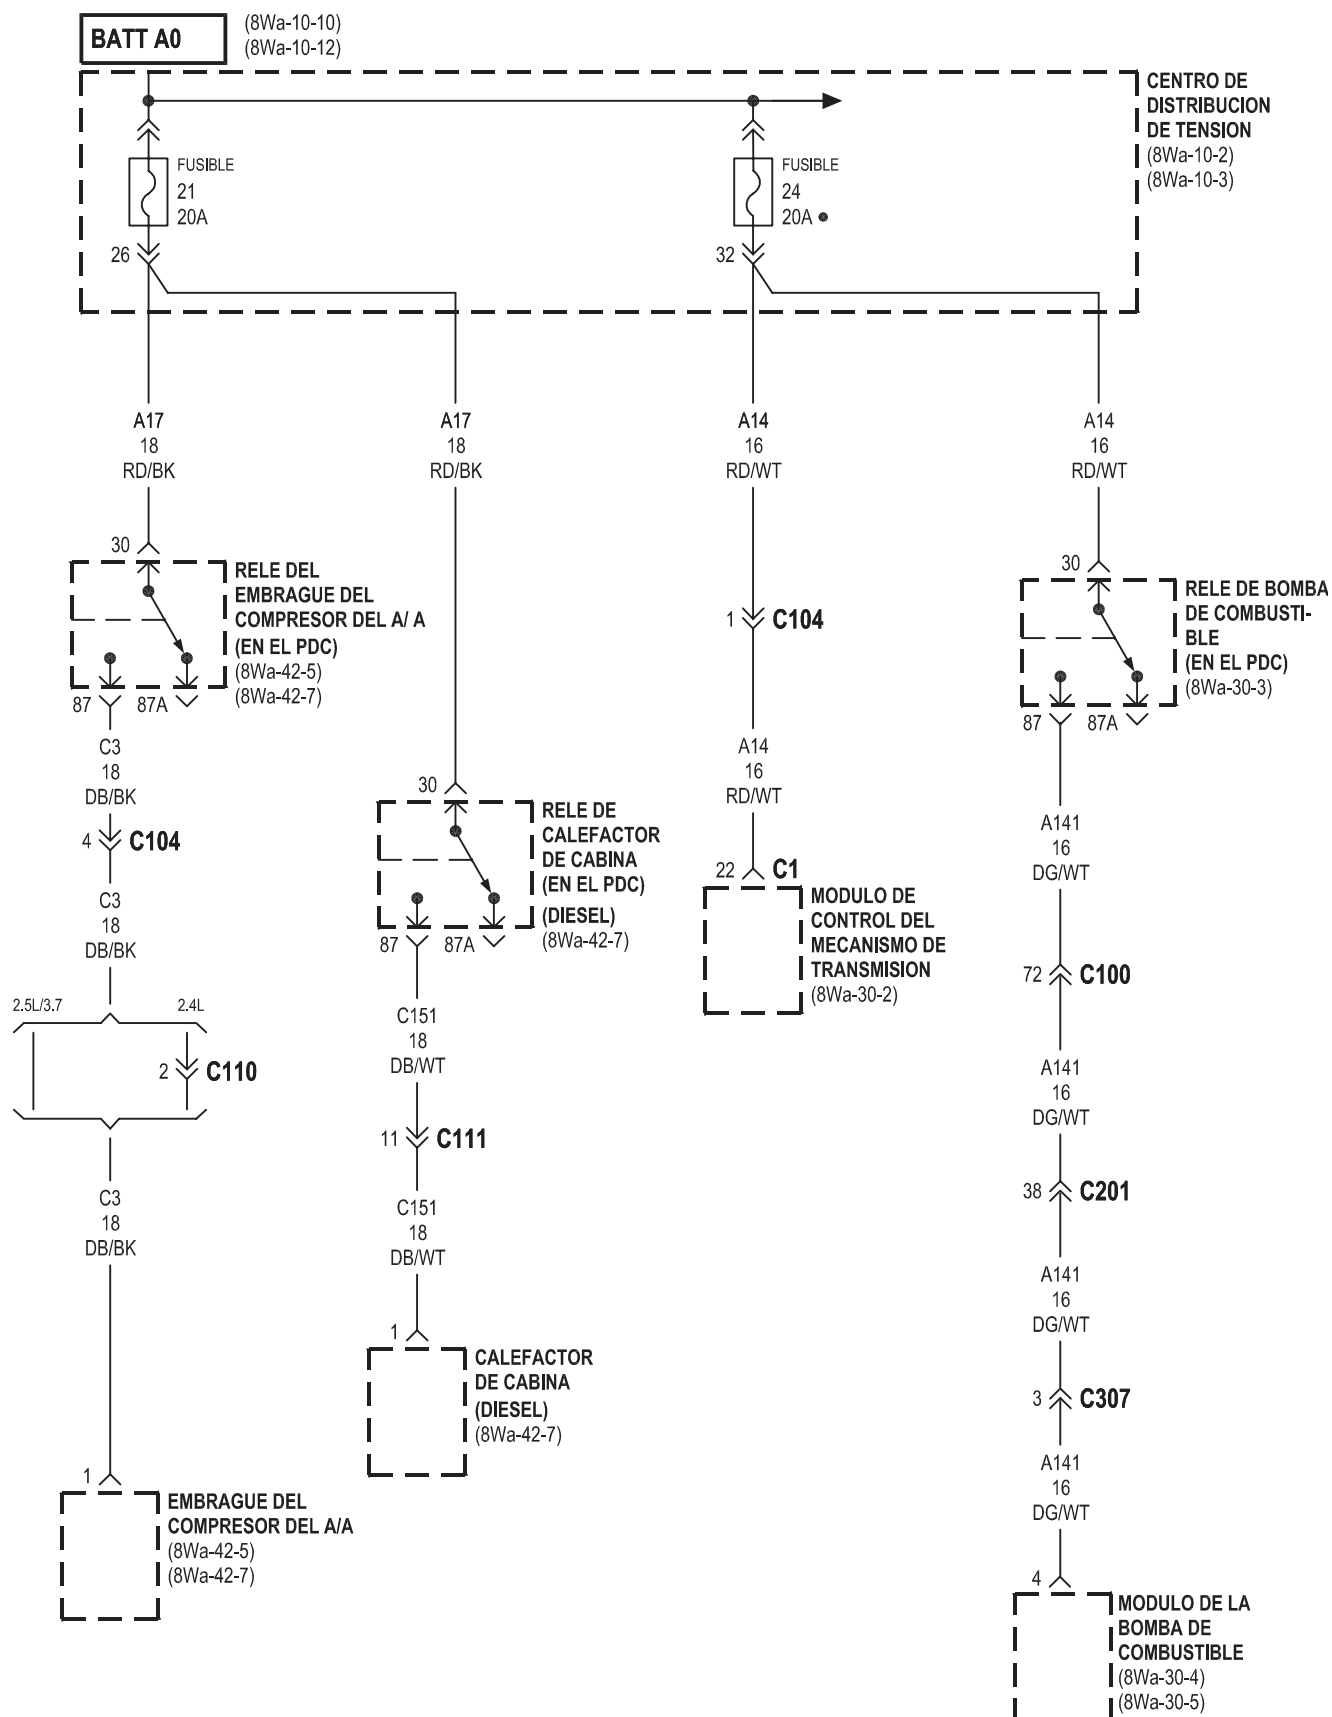 BATT A0
(8Wa-10-10)
(8Wa-10-12)
CENTRO DE
DISTRIBUCION
DE TENSION
(8Wa-10-2)
(8Wa-10-3)
FUSIBLE
21
20A
26
FUSIBLE
24
20A
32
A17
18
RD/BK
A17
18
RD/BK
A14
16
RD/WT
A14
16
RD/WT
30
RELE DEL
EMBRAGUE DEL
COMPRESOR DEL A/ A
(EN EL PDC)
(8Wa-42-5)
(8Wa-42-7)
87
87A
C3
18
DB/BK
4
C104
C3
18
DB/BK
2.5L/3.7
2.4L
2
C110
C3
18
DB/BK
1
EMBRAGUE DEL
COMPRESOR DEL A/A
(8Wa-42-5)
(8Wa-42-7)
30
RELE DE
CALEFACTOR
DE CABINA
(EN EL PDC)
(DIESEL)
(8Wa-42-7)
87
87A
C151
18
DB/WT
11
C111
C151
18
DB/WT
1
CALEFACTOR
DE CABINA
(DIESEL)
(8Wa-42-7)
1
C104
A14
16
RD/WT
22
C1
MODULO DE
CONTROL DEL
MECANISMO DE
TRANSMISION
(8Wa-30-2)
30
RELE DE BOMBA
DE COMBUSTI-
BLE
(EN EL PDC)
(8Wa-30-3)
87
87A
A141
16
DG/WT
72
C100
A141
16
DG/WT
38
C201
A141
16
DG/WT
3
C307
A141
16
DG/WT
4
MODULO DE LA
BOMBA DE
COMBUSTIBLE
(8Wa-30-4)
(8Wa-30-5)